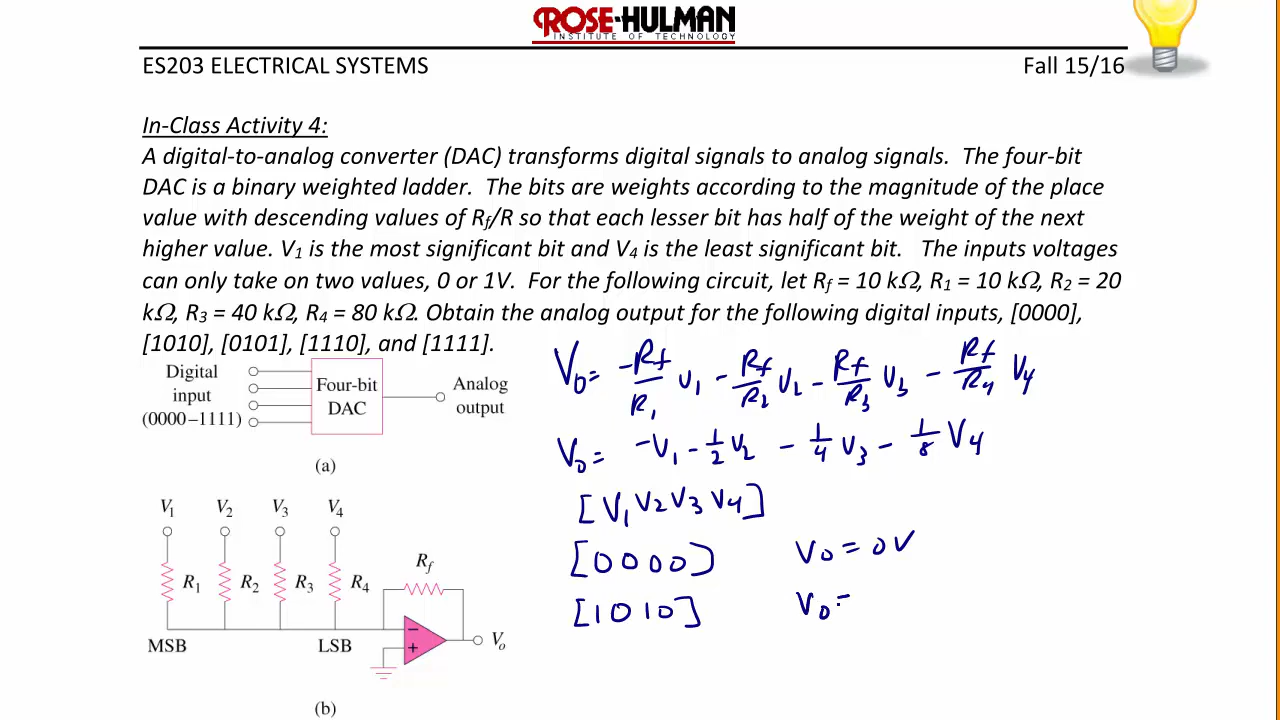 ROSE-HULMAN
INSTITUTE OF TECHNOLOGY
ES203 ELECTRICAL SYSTEMS Fall 15/16
In-Class Activity 4:
A digital-to-analog converter (DAC) transforms digital signals to analog signals. The four-bit
DAC is a binary weighted ladder. The bits are weights according to the magnitude of the place
value with descending values of Rf/R so that each lesser bit has half of the weight of the next
higher value. V1 is the most significant bit and V4 is the least significant bit. The inputs voltages
can only take on two values, 0 or 1V. For the following circuit, let Rf = 10 kΩ, R1 = 10 kΩ, R2 = 20
kΩ, R3 = 40 kΩ, R4 = 80 kΩ. Obtain the analog output for the following digital inputs, [0000],
[1010], [0101], [1110], and [1111].
Digital
input
(0000–1111)
Four-bit
DAC
Analog
output
(a)
V1 V2 V3 V4
R1 R2 R3 R4 Rf
MSB LSB
− + Vo
(b)
Vo = -Rf/R1 V1 - Rf/R2 V2 - Rf/R3 V3 - Rf/R4 V4
Vo = -V1 - 1/2 V2 - 1/4 V3 - 1/8 V4
[V1 V2 V3 V4]
[0000] Vo = 0V
[1010] Vo =